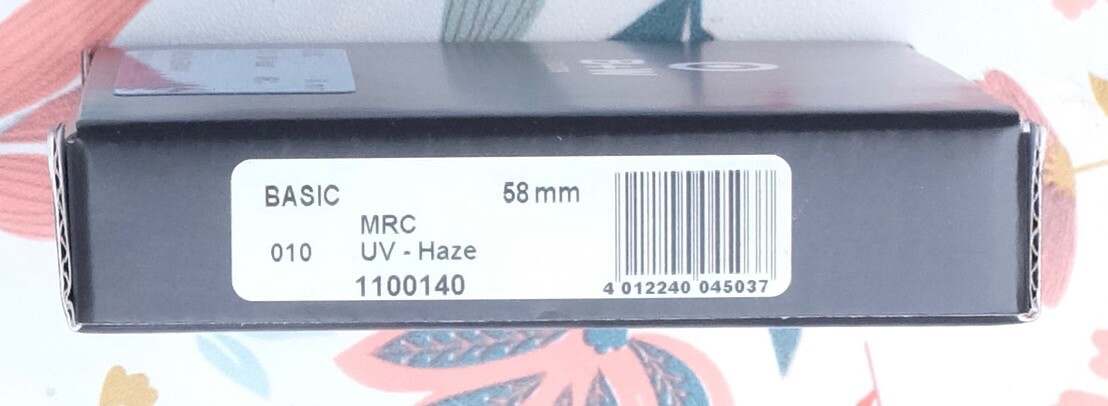 B+W
BASIC 58 mm
MRC
010 UV - Haze
1100140
4 012240 045037